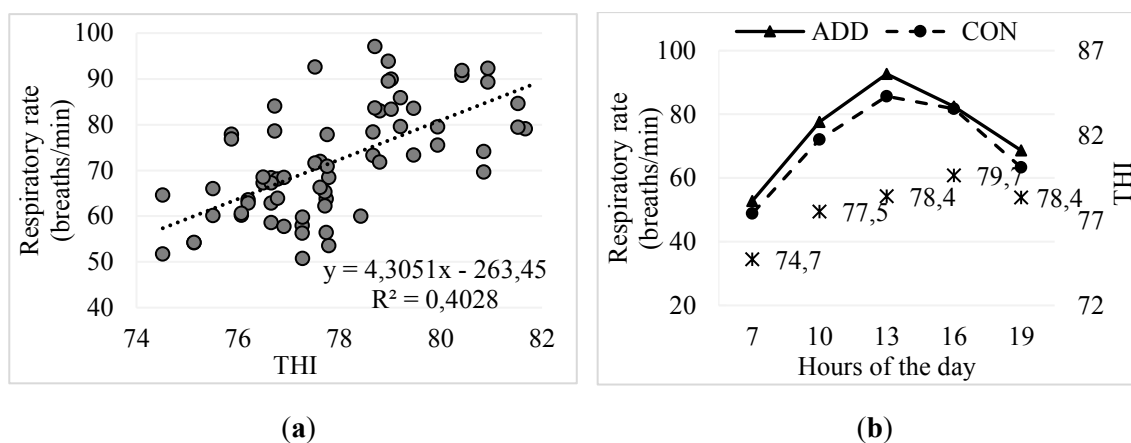 100
90
80
70
60
50
40
Respiratory rate
(breaths/min)
y = 4,3051x - 263,45
R² = 0,4028
74 76 78 80 82
THI
(a)
ADD CON
100
80
60
40
20
Respiratory rate
(breaths/min)
87
82
77
72
THI
74,7
77,5
78,4
79,7
78,4
7 10 13 16 19
Hours of the day
(b)